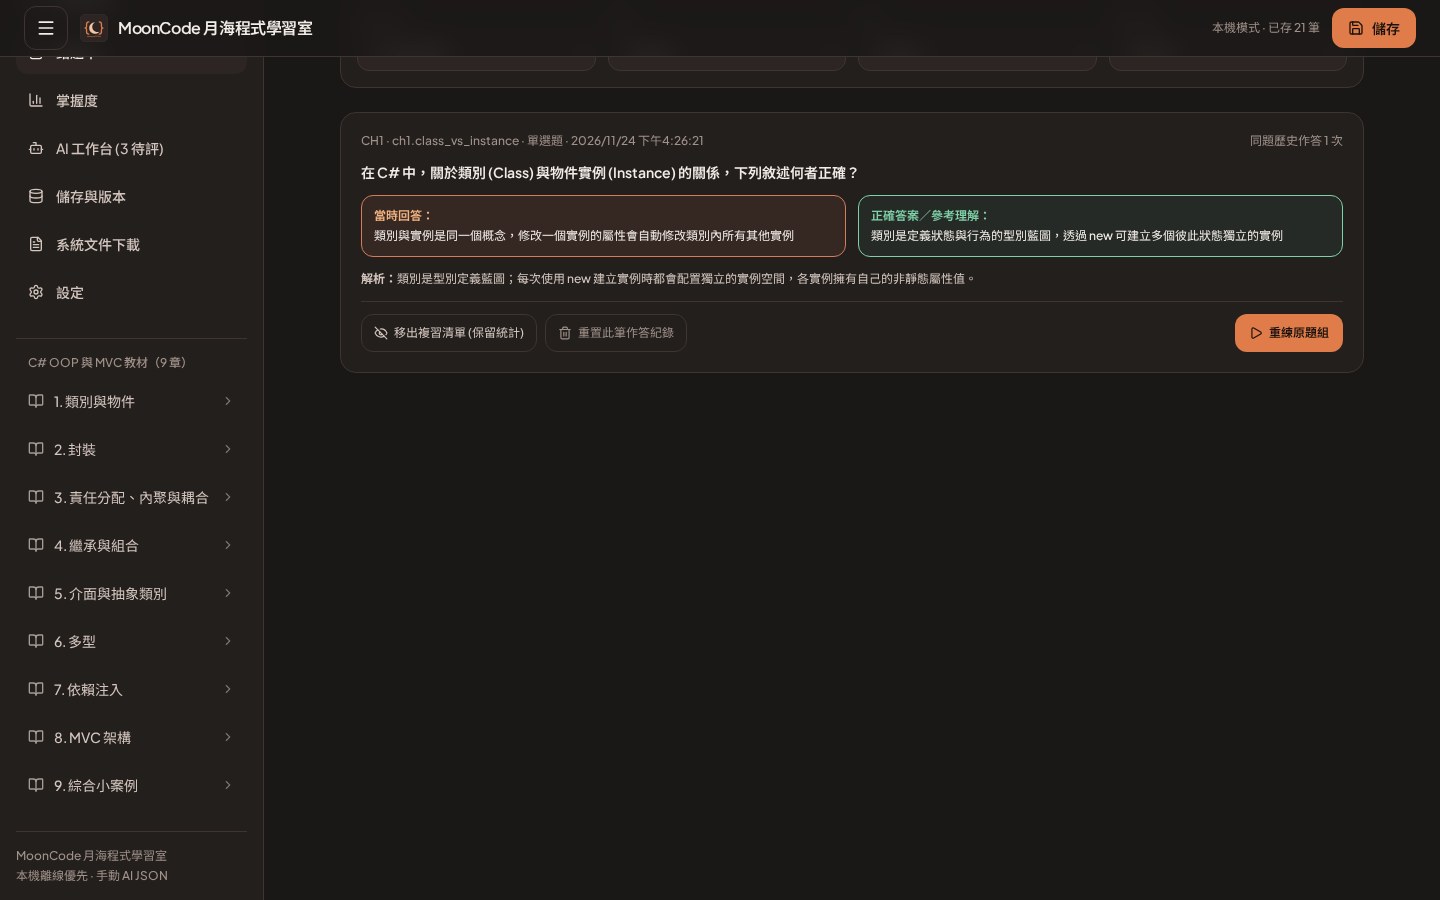 MoonCode 月海程式學習室
本機模式 · 已存 21 筆
儲存
掌握度
AI 工作台 (3 待評)
儲存與版本
系統文件下載
設定
C# OOP 與 MVC 教材（9 章）
1. 類別與物件
2. 封裝
3. 責任分配、內聚與耦合
4. 繼承與組合
5. 介面與抽象類別
6. 多型
7. 依賴注入
8. MVC 架構
9. 綜合小案例
MoonCode 月海程式學習室
本機離線優先 · 手動 AI JSON
CH1 · ch1.class_vs_instance · 單選題 · 2026/11/24 下午4:26:21
同題歷史作答 1 次
在 C# 中，關於類別 (Class) 與物件實例 (Instance) 的關係，下列敘述何者正確？
當時回答：
類別與實例是同一個概念，修改一個實例的屬性會自動修改類別內所有其他實例
正確答案／參考理解：
類別是定義狀態與行為的型別藍圖，透過 new 可建立多個彼此狀態獨立的實例
解析：類別是型別定義藍圖；每次使用 new 建立實例時都會配置獨立的實例空間，各實例擁有自己的非靜態屬性值。
移出複習清單 (保留統計)
重置此筆作答紀錄
重練原題組